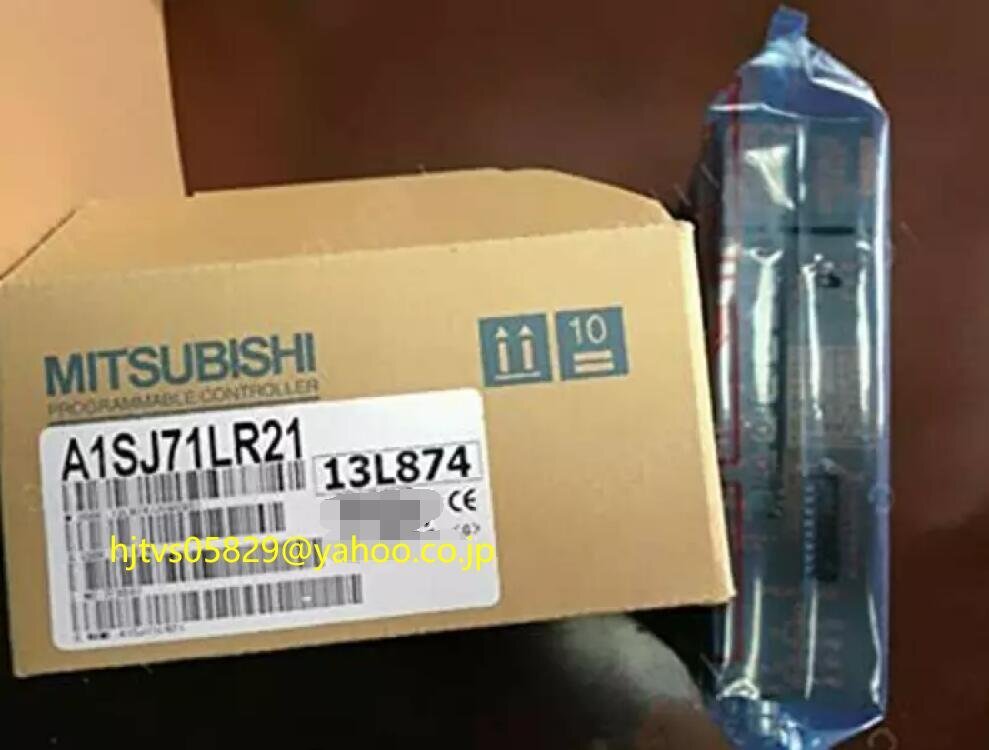 MITSUBISHI
PROGRAMMABLE CONTROLLER
10
A1SJ71LR21
13L874
CE
hjtvs05829@yahoo.co.jp